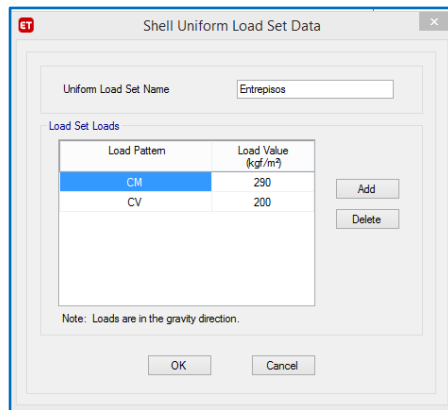 ET Shell Uniform Load Set Data ×
Uniform Load Set Name Entrepisos
Load Set Loads
Load Pattern Load Value
(kgf/m²)
CM 290
CV 200
Add
Delete
Note: Loads are in the gravity direction.
OK Cancel